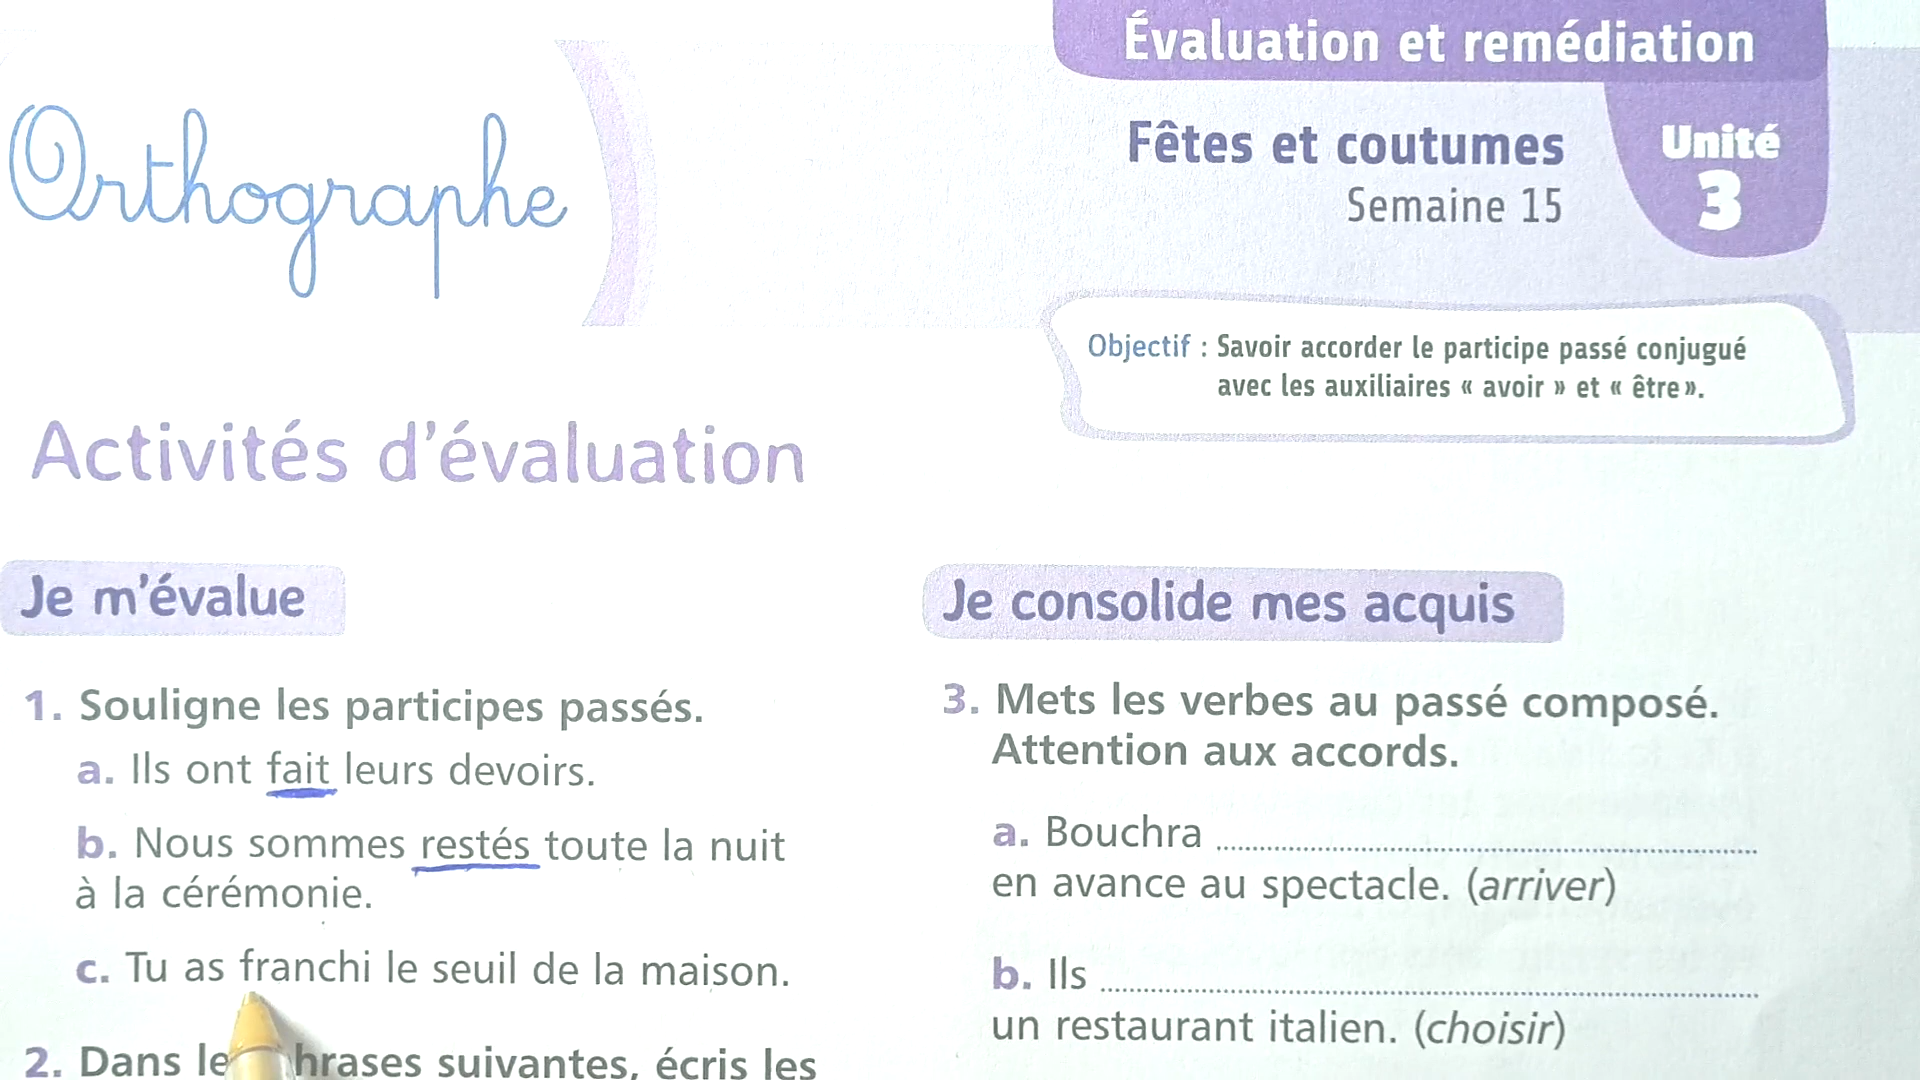 Évaluation et remédiation
Orthographe
Fêtes et coutumes
Semaine 15
Unité
3
Objectif : Savoir accorder le participe passé conjugué
avec les auxiliaires « avoir » et « être ».
Activités d'évaluation
Je m'évalue
1. Souligne les participes passés.
a. Ils ont fait leurs devoirs.
b. Nous sommes restés toute la nuit
à la cérémonie.
c. Tu as franchi le seuil de la maison.
2. Dans suivantes, écris les
Je consolide mes acquis
3. Mets les verbes au passé composé.
Attention aux accords.
a. Bouchra
en avance au spectacle. (arriver)
b. Ils
un restaurant italien. (choisir)